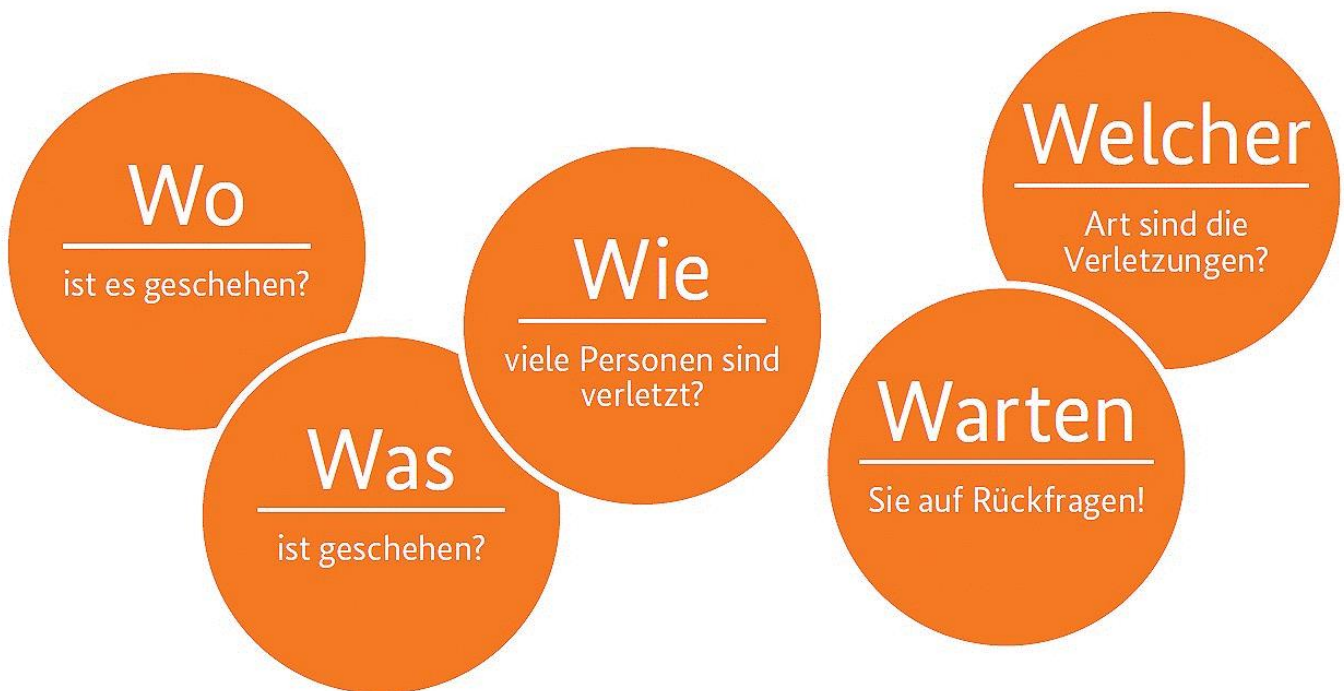 Wo
ist es geschehen?
Was
ist geschehen?
Wie
viele Personen sind
verletzt?
Welcher
Art sind die
Verletzungen?
Warten
Sie auf Rückfragen!